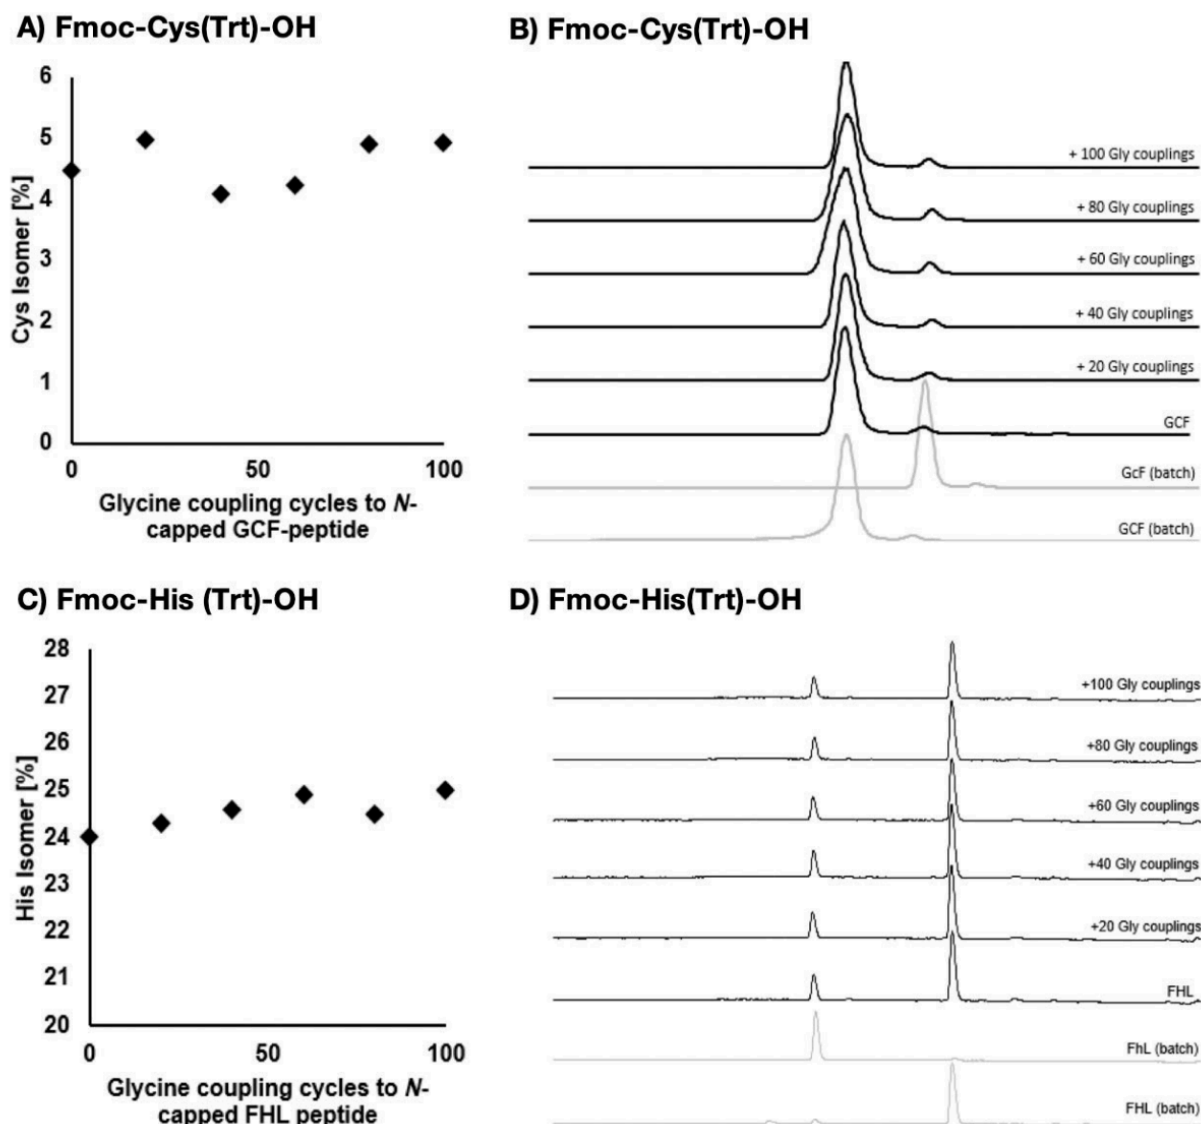 A) Fmoc-Cys(Trt)-OH
6
5
4
3
2
1
0
Cys Isomer [%]
0
50
100
Glycine coupling cycles to N-
capped GCF-peptide
B) Fmoc-Cys(Trt)-OH
+ 100 Gly couplings
+ 80 Gly couplings
+ 60 Gly couplings
+ 40 Gly couplings
+ 20 Gly couplings
GCF
GcF (batch)
GCF (batch)
C) Fmoc-His (Trt)-OH
28
27
26
25
24
23
22
21
20
His Isomer [%]
0
50
100
Glycine coupling cycles to N-
capped FHL peptide
D) Fmoc-His(Trt)-OH
+100 Gly couplings
+80 Gly couplings
+60 Gly couplings
+40 Gly couplings
+20 Gly couplings
FHL
FhL (batch)
FHL (batch)